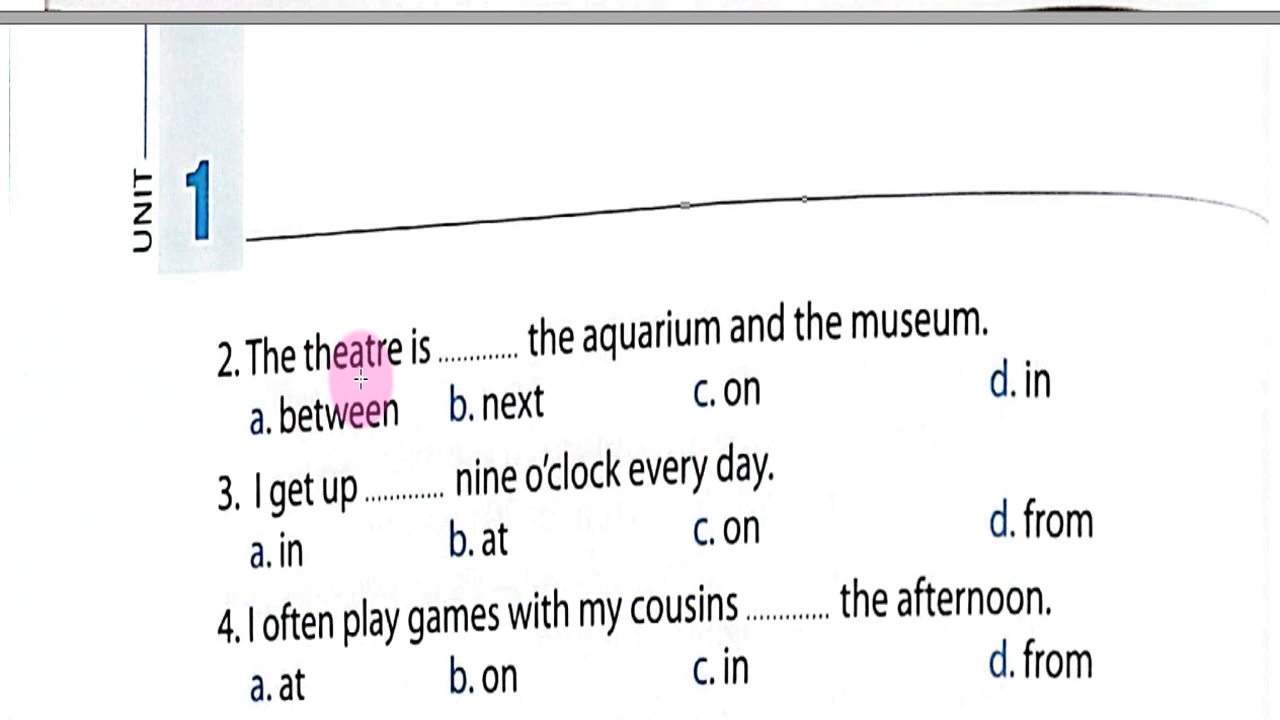 UNIT 1
2. The theatre is ............. the aquarium and the museum.
a. between b. next c. on d. in
3. I get up ............. nine o'clock every day.
a. in b. at c. on d. from
4. I often play games with my cousins ............. the afternoon.
a. at b. on c. in d. from